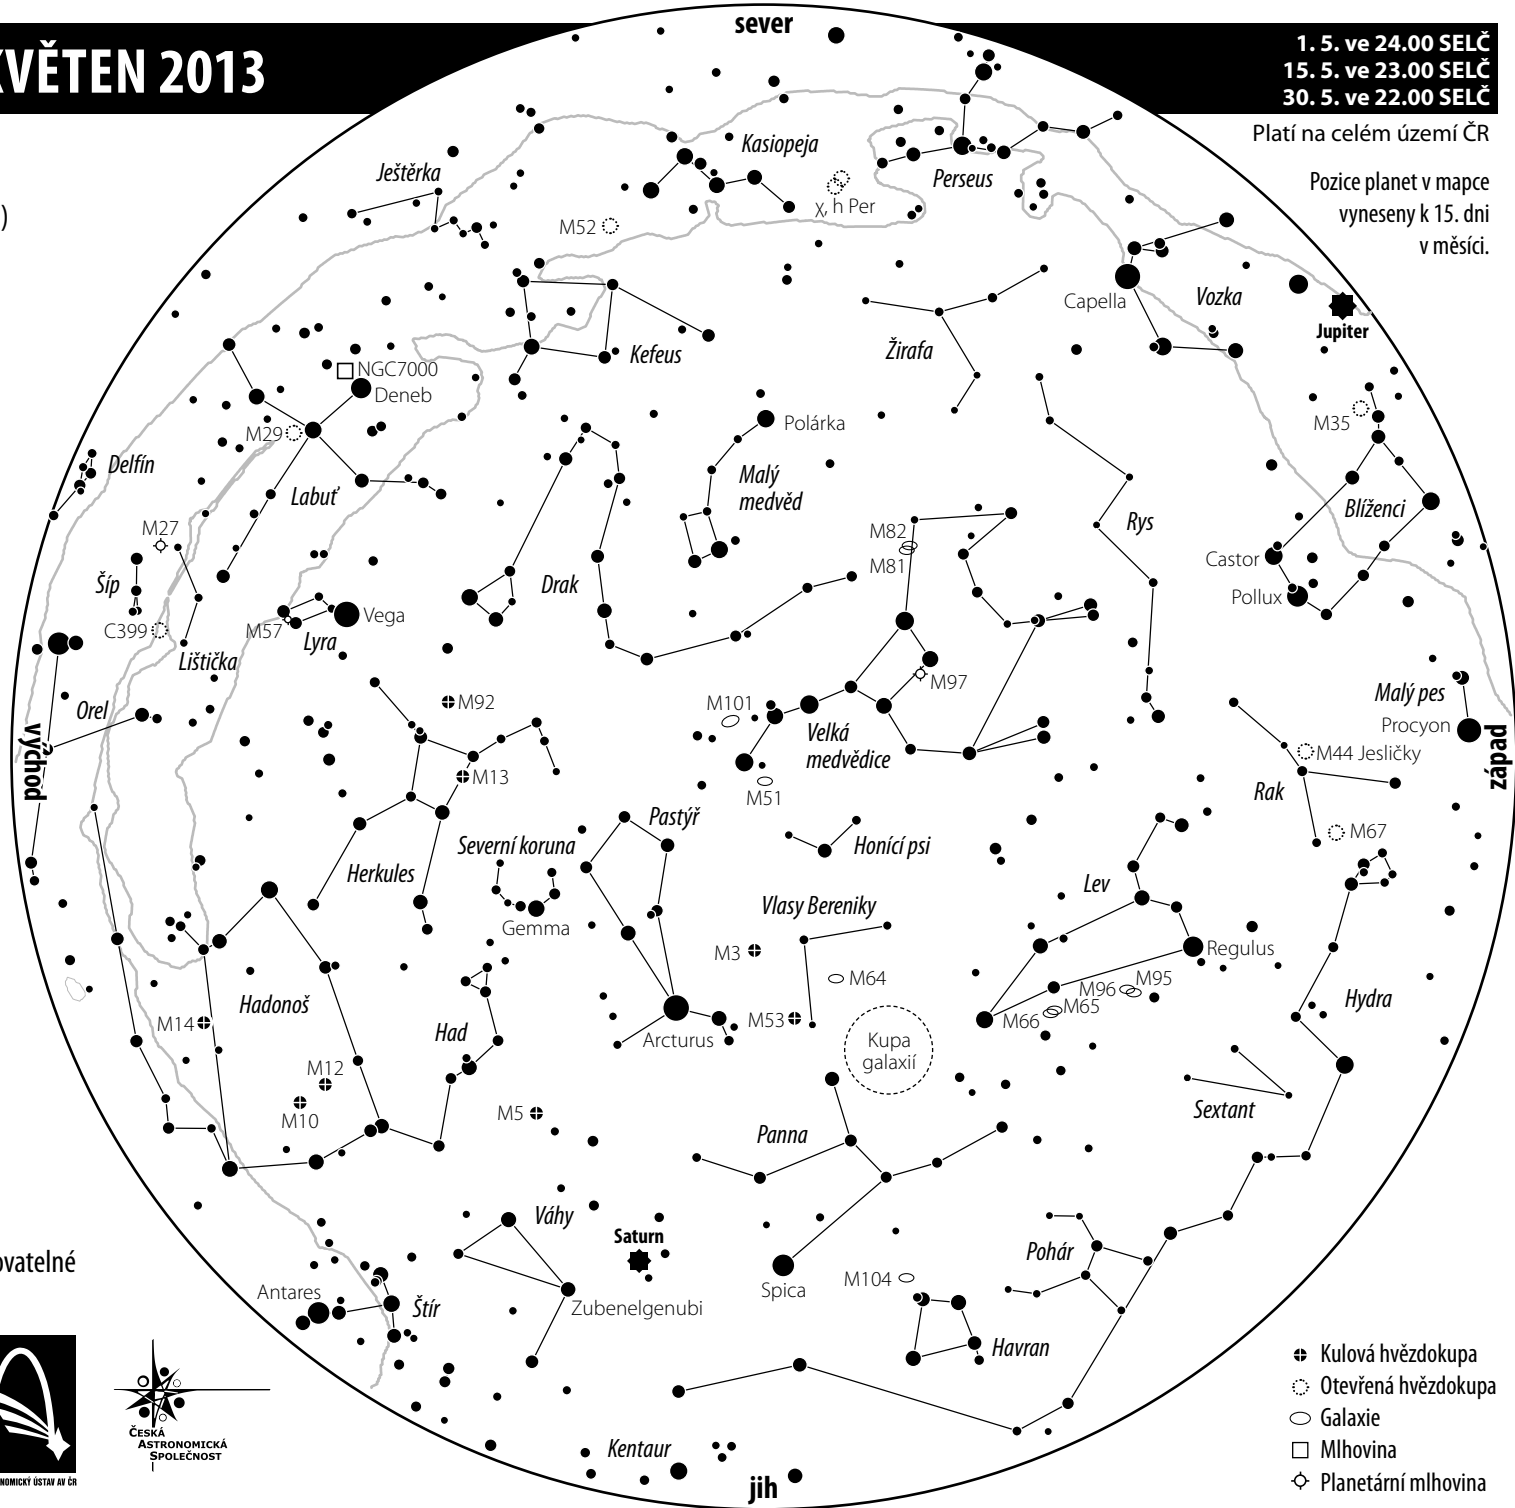 KVĚTEN 2013
sever
1. 5. ve 24.00 SELČ
15. 5. ve 23.00 SELČ
30. 5. ve 22.00 SELČ
Platí na celém území ČR
Pozice planet v mapce
vyneseny k 15. dni
v měsíci.
)
Kasiopeja
Ještěrka
Perseus
χ, h Per
M52
Capella
Vozka
Jupiter
Kefeus
Žirafa
NGC7000
Deneb
M29
Polárka
M35
Delfín
Labuť
Malý
medvěd
Rys
Blíženci
M27
M82
M81
Castor
Šíp
Drak
Pollux
C399
M57
Vega
Lyra
Lištička
M97
Malý pes
Orel
M92
M101
Velká
medvědice
Procyon
východ
západ
M44 Jesličky
M13
M51
Rak
Pastýř
Honící psi
M67
Severní koruna
Herkules
Lev
Vlasy Bereniky
Gemma
M3
Regulus
M64
M96
M95
Hadonoš
M14
Had
Arcturus
M53
M66
M65
Hydra
Kupa
galaxií
M12
M10
M5
Sextant
Panna
Váhy
Saturn
Pohár
ovatelné
Antares
Štír
Zubenelgenubi
Spica
M104
Havran
Kulová hvězdokupa
Otevřená hvězdokupa
Galaxie
Mlhovina
Planetární mlhovina
ČESKÁ
ASTRONOMICKÁ
SPOLEČNOST
NOMICKÝ ÚSTAV AV ČR
Kentaur
jih